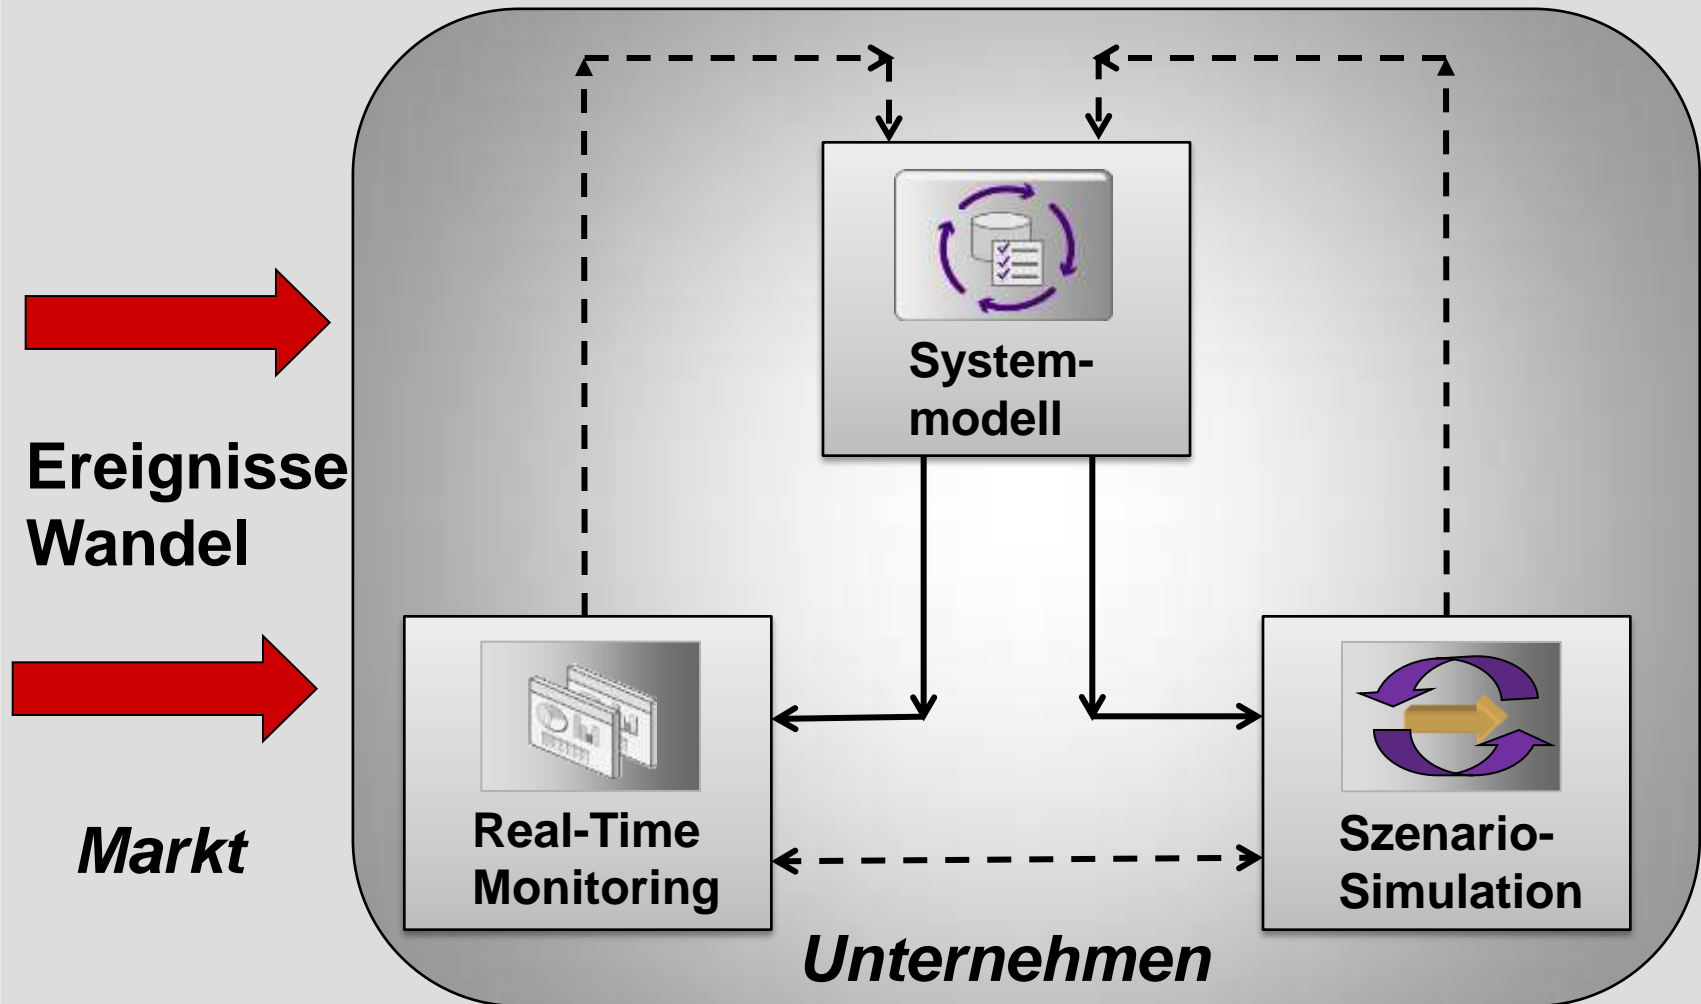 System-
modell
Ereignisse
Wandel
Real-Time
Monitoring
Szenario-
Simulation
Markt
Unternehmen